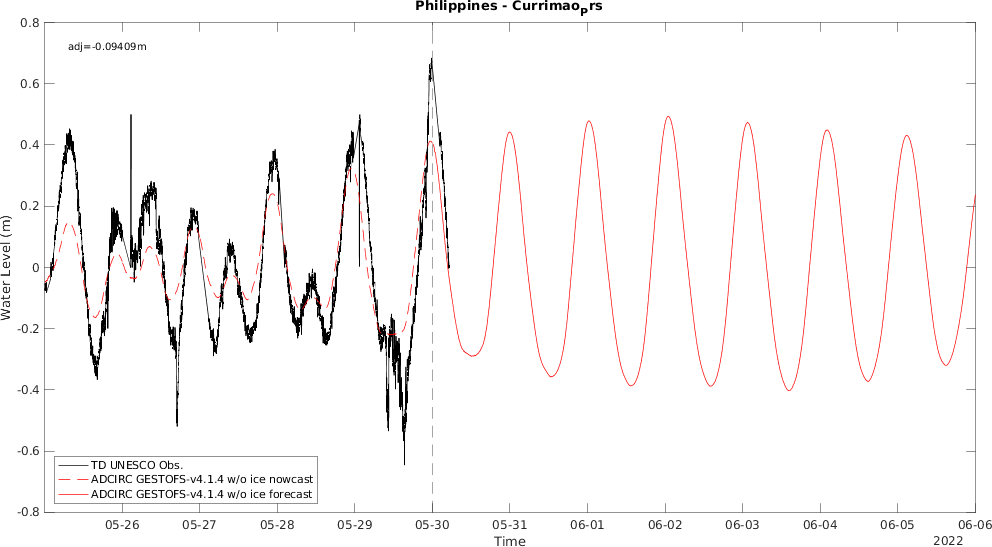 Philippines - Currimaoprs
adj=-0.09409m
Water Level (m)
0.8
0.6
0.4
0.2
0
-0.2
-0.4
-0.6
-0.8
TD UNESCO Obs.
ADCIRC GESTOFS-v4.1.4 w/o ice nowcast
ADCIRC GESTOFS-v4.1.4 w/o ice forecast
05-26 05-27 05-28 05-29 05-30 05-31 06-01 06-02 06-03 06-04 06-05 06-06
Time
2022